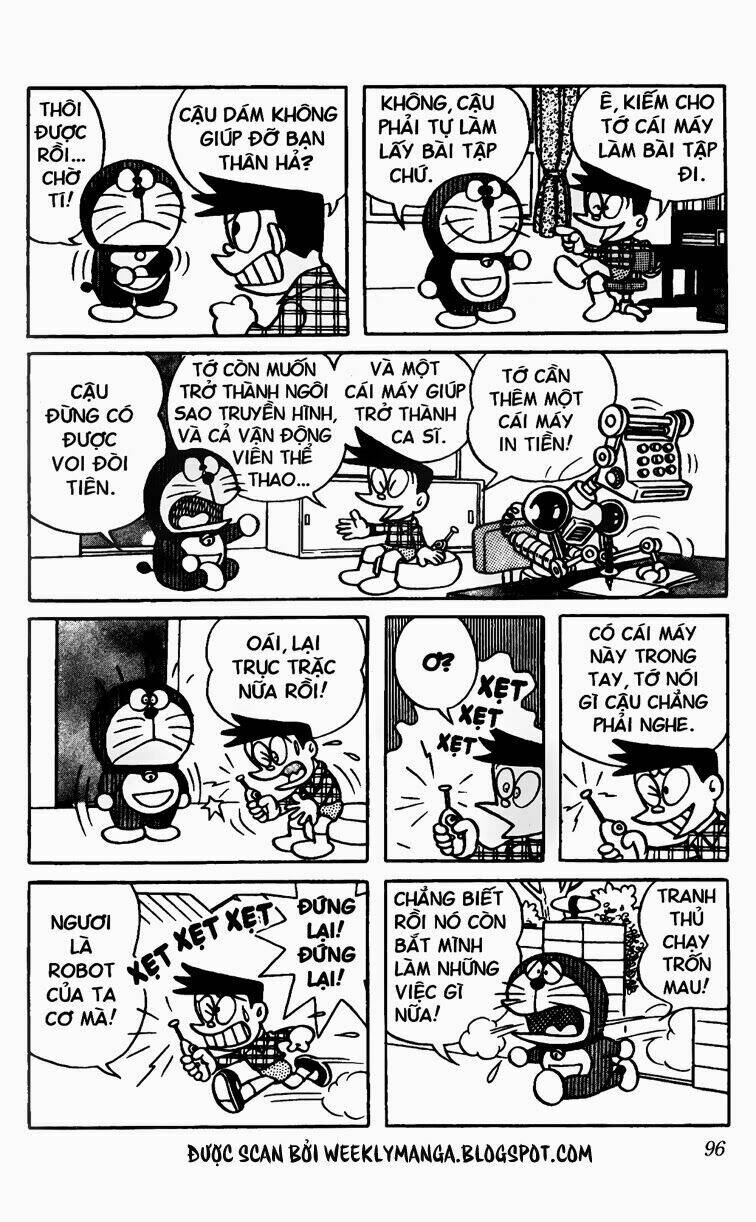 Ê, KIẾM CHO
TỚ CÁI MÁY
LÀM BÀI TẬP
ĐI.
KHÔNG, CẬU
PHẢI TỰ LÀM
LẤY BÀI TẬP
CHỨ.
CẬU DÁM KHÔNG
GIÚP ĐỠ BẠN
THÂN HẢ?
THÔI
ĐƯỢC
RỒI...
CHỜ
TÍ!
TỚ CẦN
THÊM MỘT
CÁI MÁY
IN TIỀN!
VÀ MỘT
CÁI MÁY GIÚP
TRỞ THÀNH
CA SĨ.
TỚ CÒN MUỐN
TRỞ THÀNH NGÔI
SAO TRUYỀN HÌNH,
VÀ CẢ VẬN ĐỘNG
VIÊN THỂ
THAO...
CẬU
ĐỪNG CÓ
ĐƯỢC
VOI ĐÒI
TIÊN.
CÓ CÁI MÁY
NÀY TRONG
TAY, TỚ NÓI
GÌ CẬU CHẲNG
PHẢI NGHE.
Ơ?
XẸT
XẸT
XẸT
OÁI, LẠI
TRỤC TRẶC
NỮA RỒI!
TRANH
THỦ
CHẠY
TRỐN
MAU!
CHẲNG BIẾT
RỒI NÓ CÒN
BẮT MÌNH
LÀM NHỮNG
VIỆC GÌ
NỮA!
ĐỨNG
LẠI!
ĐỨNG
LẠI!
XẸT XẸT XẸT
NGƯƠI
LÀ
ROBOT
CỦA TA
CƠ MÀ!
ĐƯỢC SCAN BỞI WEEKLYMANGA.BLOGSPOT.COM
96